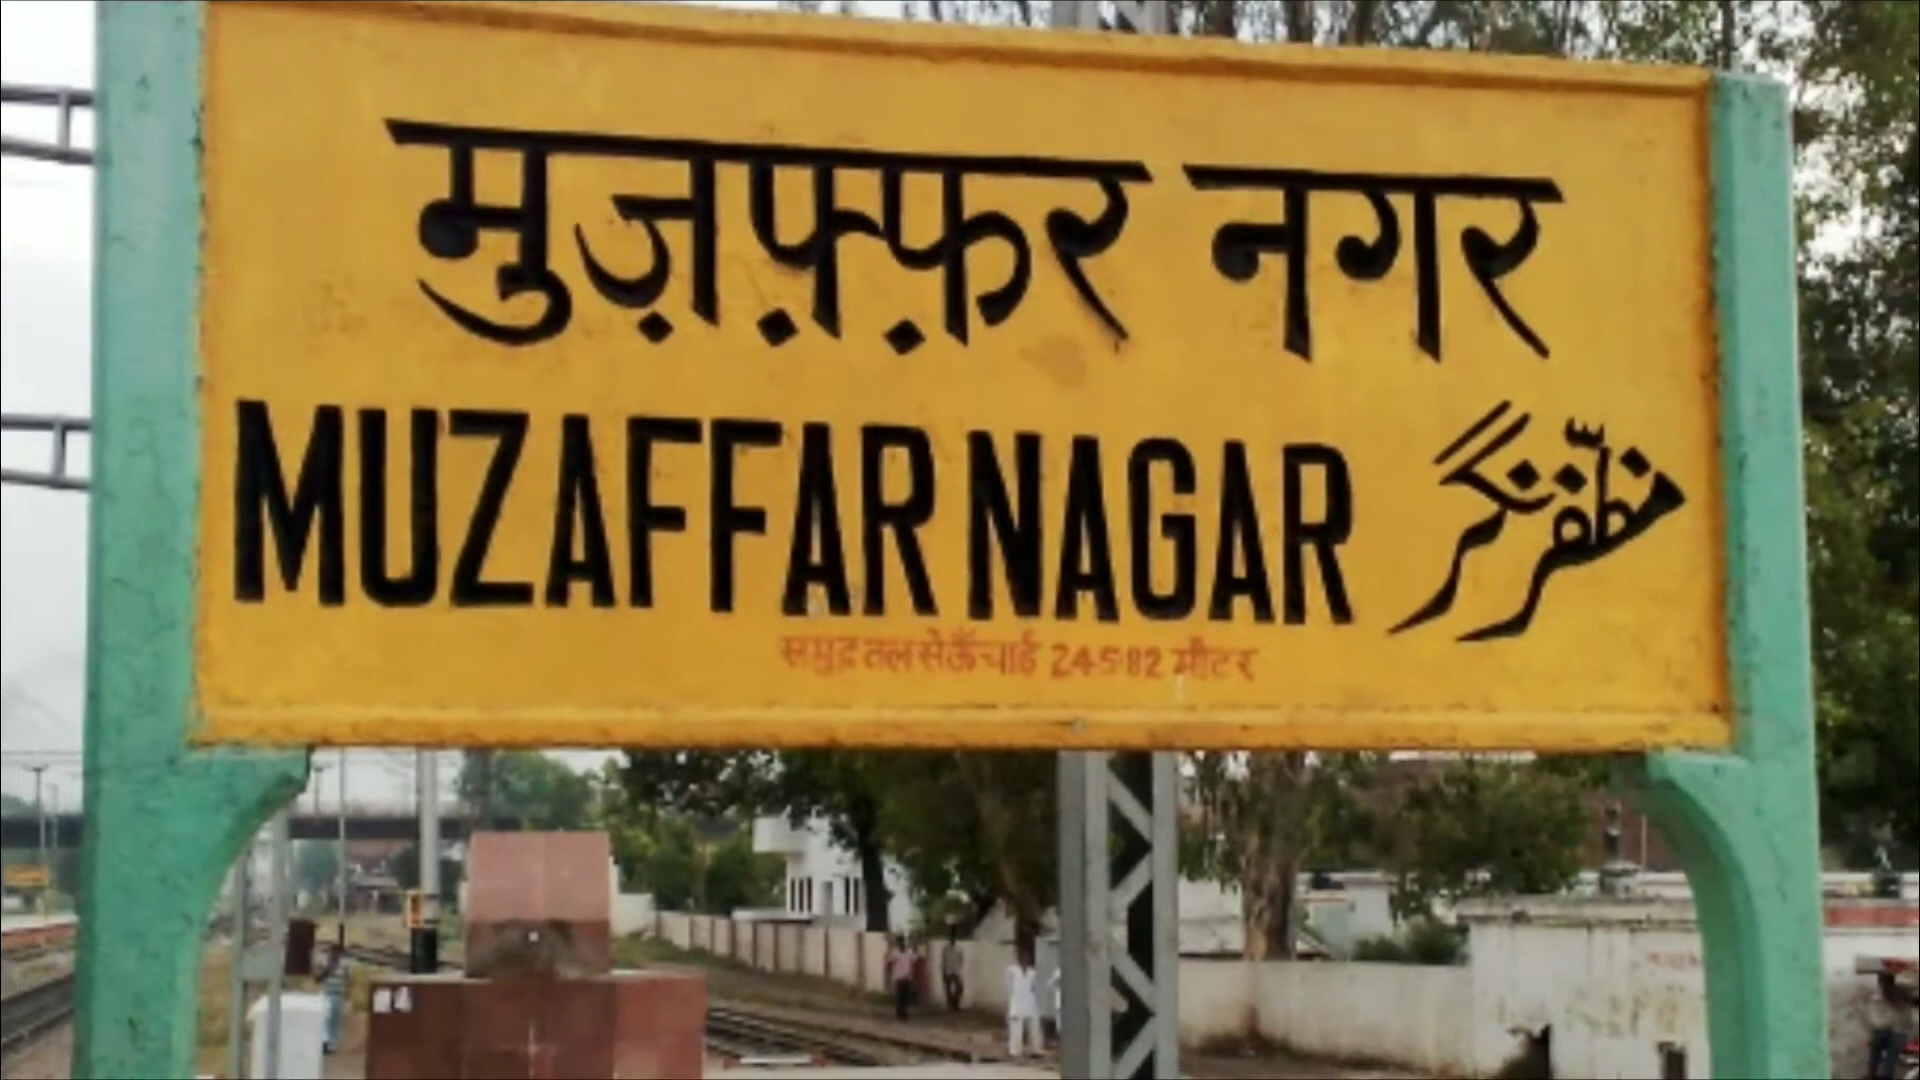 मुज़फ़्फ़र नगर
MUZAFFAR NAGAR مظفّرنگر
समुद्र तल से ऊँचाई 245.82 मीटर